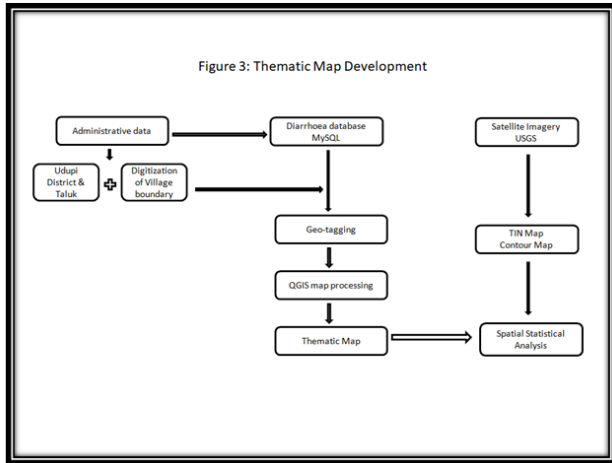 Figure 3: Thematic Map Development
Administrative data
Diarrhoea database
MySQL
Satellite Imagery
USGS
Udupi
District &
Taluk
Digitization
of Village
boundary
Geo-tagging
TIN Map
Contour Map
QGIS map processing
Thematic Map
Spatial Statistical
Analysis